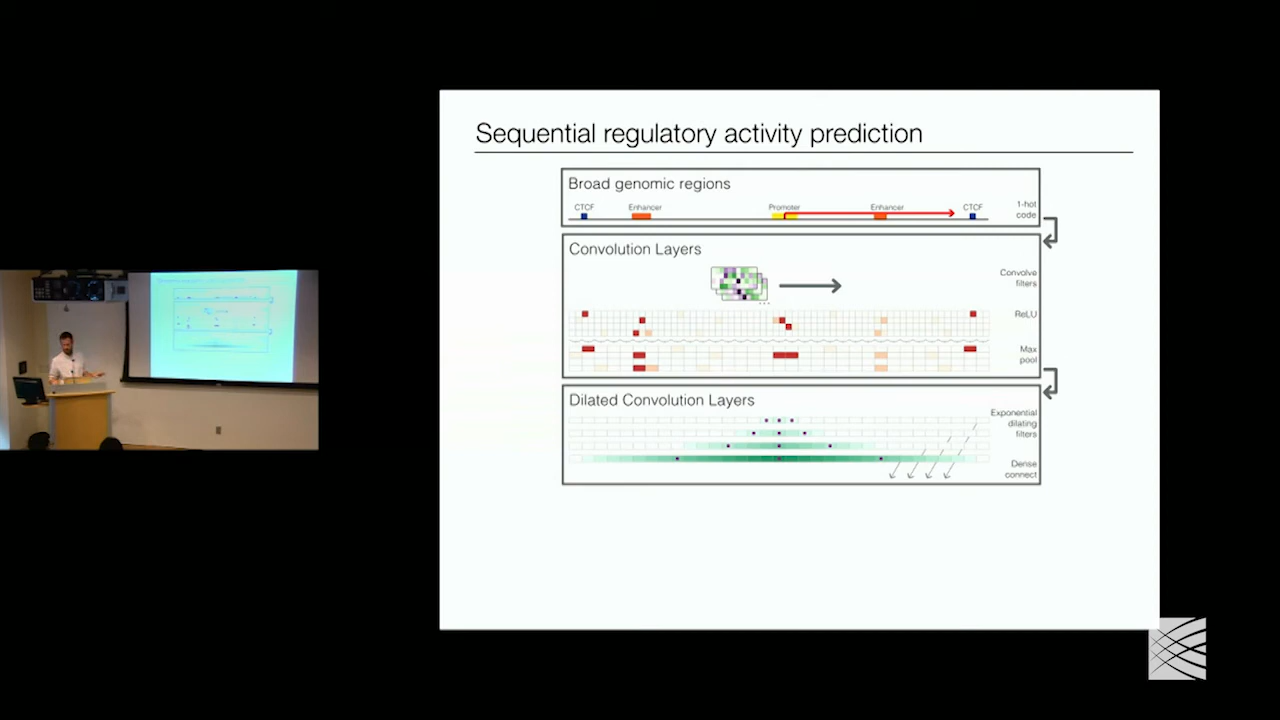 Sequential regulatory activity prediction
Broad genomic regions
CTCF Enhancer Promoter Enhancer CTCF
1-hot
code
Convolution Layers
Convolve
filters
ReLU
Max
pool
Dilated Convolution Layers
Exponential
dilating
filters
Dense
connect